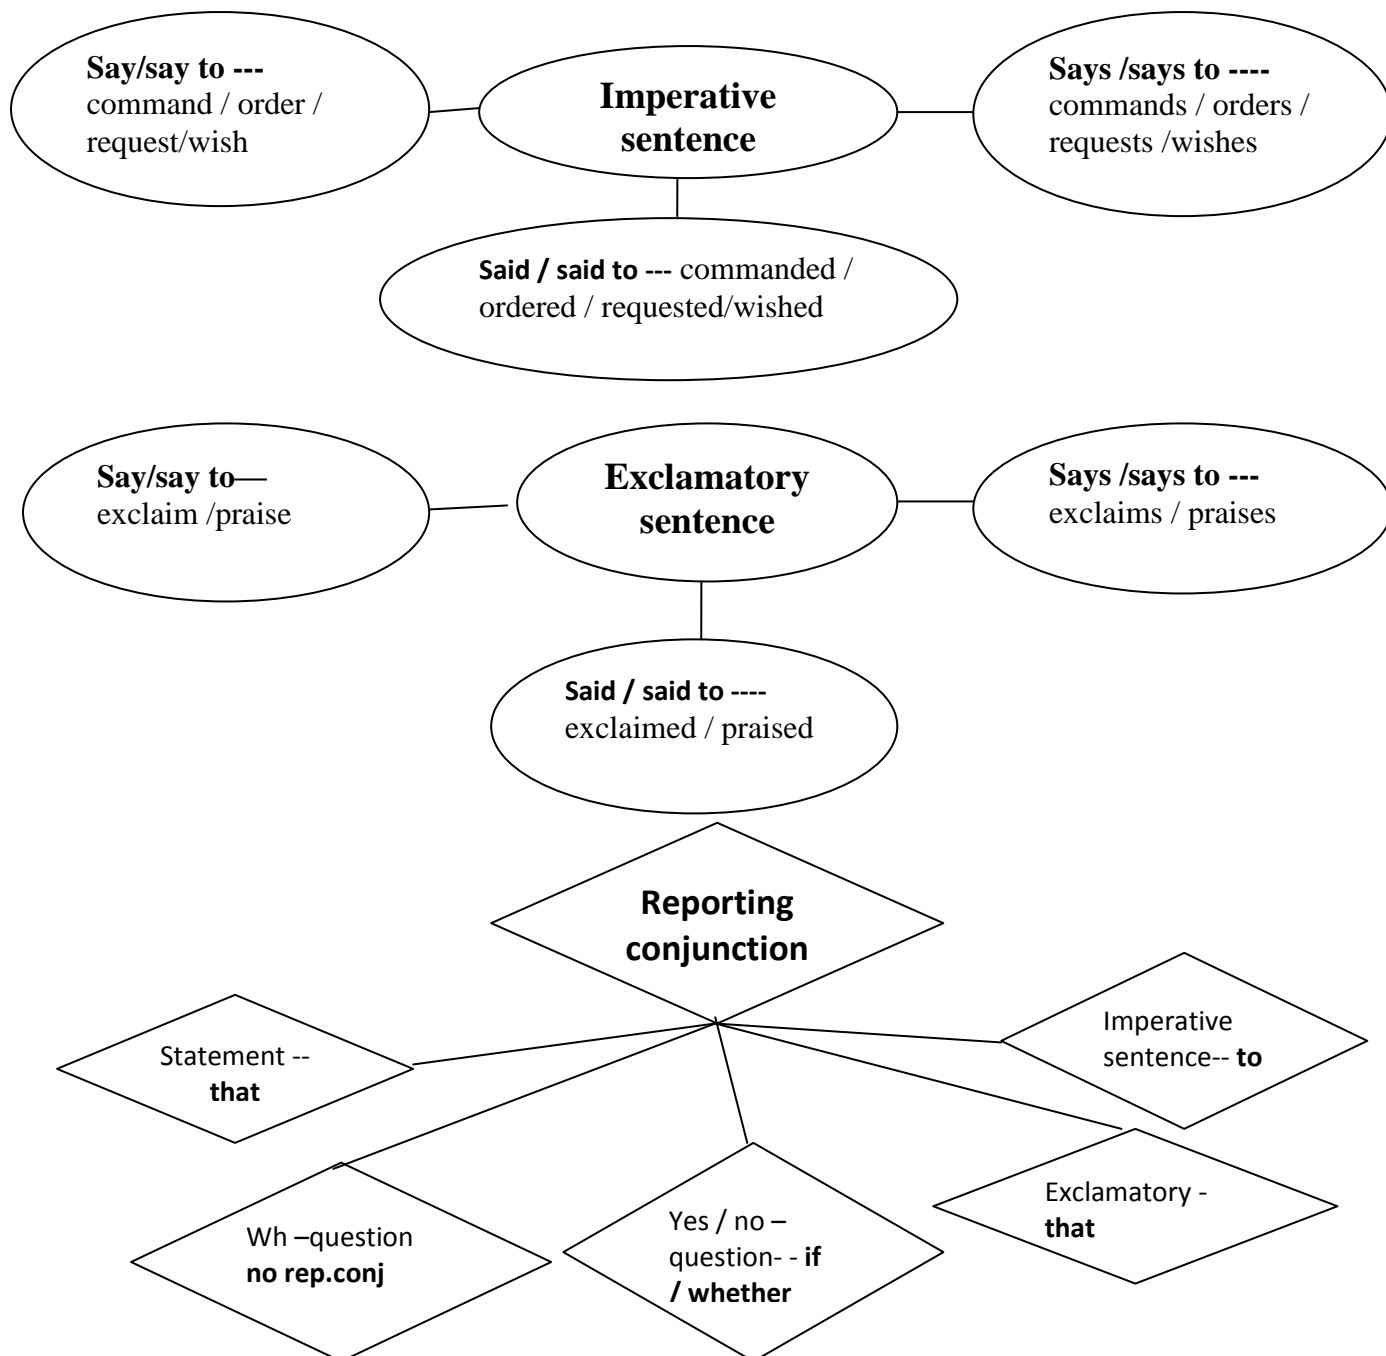 Say/say to ---
command / order /
request/wish
Imperative
sentence
Says /says to ----
commands / orders /
requests /wishes
Said / said to --- commanded /
ordered / requested/wished
Say/say to—
exclaim /praise
Exclamatory
sentence
Says /says to ---
exclaims / praises
Said / said to ----
exclaimed / praised
Reporting
conjunction
Statement --
that
Imperative
sentence-- to
Wh –question
no rep.conj
Yes / no –
question- - if
/ whether
Exclamatory -
that